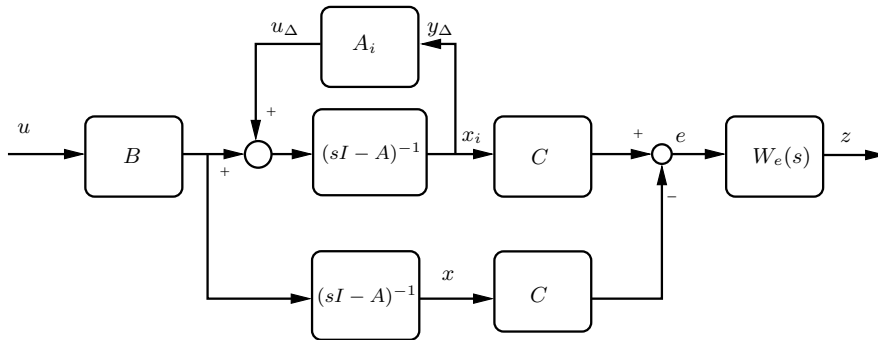 u_Δ
y_Δ
A_i
+
u
B
+
(sI − A)^{−1}
x_i
C
+
e
W_e(s)
z
−
(sI − A)^{−1}
x
C